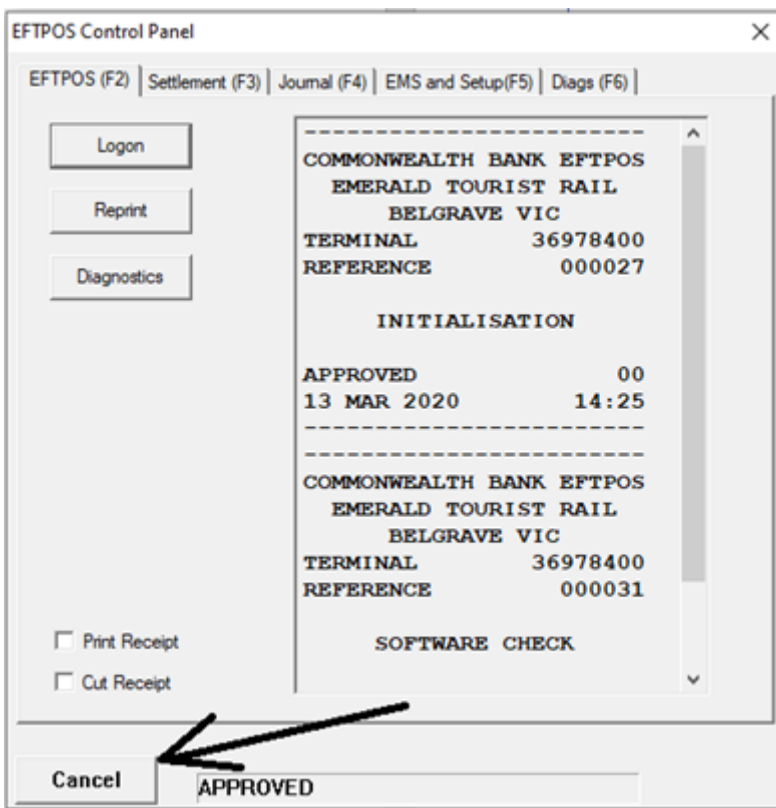 EFTPOS Control Panel
EFTPOS (F2) Settlement (F3) Journal (F4) EMS and Setup(F5) Diags (F6)
Logon
Reprint
Diagnostics
------------------------
COMMONWEALTH BANK EFTPOS
EMERALD TOURIST RAIL
BELGRAVE VIC
TERMINAL 36978400
REFERENCE 000027
INITIALISATION
APPROVED 00
13 MAR 2020 14:25
------------------------
------------------------
COMMONWEALTH BANK EFTPOS
EMERALD TOURIST RAIL
BELGRAVE VIC
TERMINAL 36978400
REFERENCE 000031
SOFTWARE CHECK
Print Receipt
Cut Receipt
Cancel
APPROVED